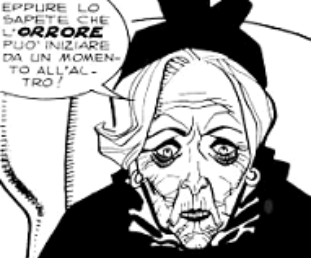 EPPURE LO
SAPETE CHE
L'ORRORE
PUO' INIZIARE
DA UN MOMEN-
TO ALL'AL-
TRO!